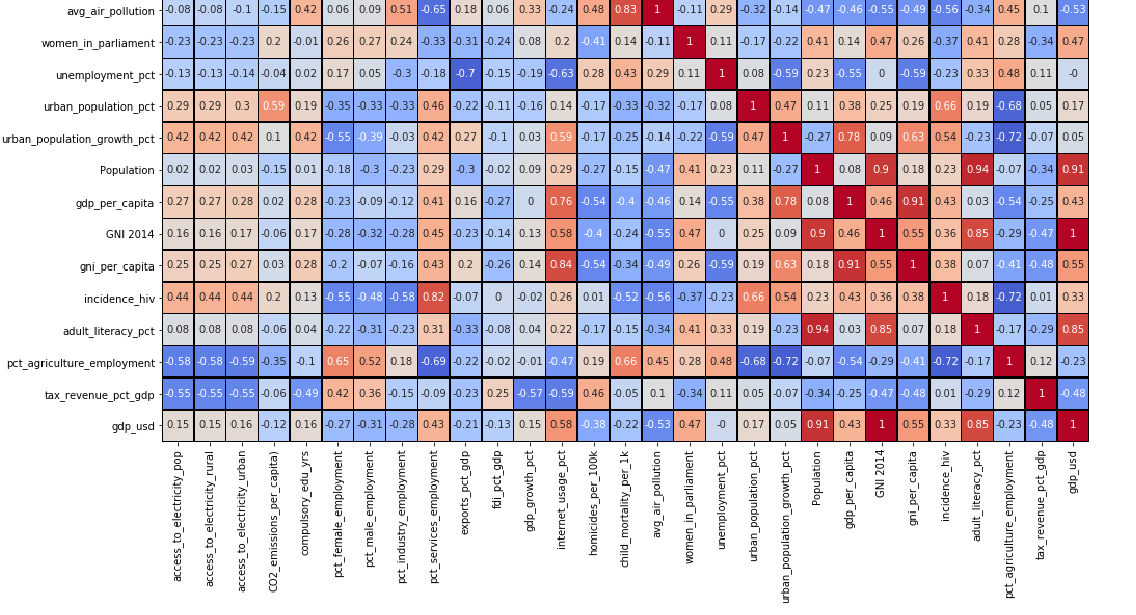 avg_air_pollution -0.08 -0.08 -0.1 -0.15 0.42 0.06 0.09 0.51 -0.65 0.18 0.06 0.33 -0.24 0.48 0.83 1 -0.11 0.29 -0.32 -0.14 -0.47 -0.46 -0.55 -0.49 -0.56 -0.34 0.45 0.1 -0.53
women_in_parliament -0.23 -0.23 -0.23 0.2 -0.01 0.26 0.27 0.24 -0.33 -0.31 -0.24 0.08 0.2 -0.41 0.14 -0.11 1 0.11 -0.17 -0.22 0.41 0.14 0.47 0.26 -0.37 0.41 0.28 -0.34 0.47
unemployment_pct -0.13 -0.13 -0.14 -0.04 0.02 0.17 0.05 -0.3 -0.18 -0.7 -0.15 -0.19 -0.63 0.28 0.43 0.29 0.11 1 0.08 -0.59 0.23 -0.55 0 -0.59 -0.23 0.33 0.48 0.11 -0
urban_population_pct 0.29 0.29 0.3 0.59 0.19 -0.35 -0.33 -0.33 0.46 -0.22 -0.11 -0.16 0.14 -0.17 -0.33 -0.32 -0.17 0.08 1 0.47 0.11 0.38 0.25 0.19 0.66 0.19 -0.68 0.05 0.17
urban_population_growth_pct 0.42 0.42 0.42 0.1 0.42 -0.55 -0.39 -0.03 0.42 0.27 -0.1 0.03 0.59 -0.17 -0.25 -0.14 -0.22 -0.59 0.47 1 -0.27 0.78 0.09 0.63 0.54 -0.23 -0.72 -0.07 0.05
Population 0.02 0.02 0.03 -0.15 0.01 -0.18 -0.3 -0.23 0.29 -0.3 -0.02 0.09 0.29 -0.17 -0.15 -0.47 0.41 0.23 0.11 -0.27 1 0.08 0.9 0.18 0.23 0.94 -0.07 -0.34 0.91
gdp_per_capita 0.27 0.27 0.28 0.02 0.28 -0.23 -0.09 -0.12 0.41 0.16 -0.27 0 0.76 -0.54 -0.4 -0.46 0.14 -0.55 0.38 0.78 0.08 1 0.46 0.91 0.43 0.03 -0.54 -0.25 0.43
GNI 2014 0.16 0.16 0.17 -0.06 0.17 -0.28 -0.32 -0.28 0.45 -0.23 -0.14 0.13 0.58 -0.4 -0.24 -0.55 0.47 0 0.25 0.09 0.9 0.46 1 0.55 0.36 0.85 -0.29 -0.47 1
gni_per_capita 0.25 0.25 0.27 0.03 0.28 -0.2 -0.07 -0.16 0.43 0.2 -0.26 0.14 0.84 -0.54 -0.34 -0.49 0.26 -0.59 0.19 0.63 0.18 0.91 0.55 1 0.38 0.07 -0.41 -0.48 0.55
incidence_hiv 0.44 0.44 0.44 0.2 0.13 -0.55 -0.48 -0.58 0.82 -0.07 0 -0.02 0.26 0.01 -0.52 -0.56 -0.37 -0.23 0.66 0.54 0.23 0.43 0.36 0.38 1 0.18 -0.72 0.01 0.33
adult_literacy_pct 0.08 0.08 0.08 -0.06 0.04 -0.22 -0.31 -0.23 0.31 -0.33 -0.08 0.04 0.22 -0.17 -0.15 -0.34 0.41 0.33 0.19 -0.23 0.94 0.03 0.85 0.07 0.18 1 -0.17 -0.29 0.85
pct_agriculture_employment -0.58 -0.58 -0.59 -0.35 -0.1 0.65 0.52 0.18 -0.69 -0.22 -0.02 -0.01 -0.47 0.19 0.66 0.45 0.28 0.48 -0.68 -0.72 -0.07 -0.54 -0.29 -0.41 -0.72 -0.17 1 0.12 -0.23
tax_revenue_pct_gdp -0.55 -0.55 -0.55 -0.06 -0.49 0.42 0.36 -0.15 -0.09 -0.23 0.25 -0.57 -0.59 0.46 -0.05 0.1 -0.34 0.11 0.05 -0.07 -0.34 -0.25 -0.47 -0.48 0.01 -0.29 0.12 1 -0.48
gdp_usd 0.15 0.15 0.16 -0.12 0.16 -0.27 -0.31 -0.28 0.43 -0.21 -0.13 0.15 0.58 -0.38 -0.22 -0.53 0.47 -0 0.17 0.05 0.91 0.43 1 0.55 0.33 0.85 -0.23 -0.48 1
access_to_electricity_pop
access_to_electricity_rural
access_to_electricity_urban
CO2_emissions_per_capita)
compulsory_edu_yrs
pct_female_employment
pct_male_employment
pct_industry_employment
pct_services_employment
exports_pct_gdp
fdi_pct_gdp
gdp_growth_pct
internet_usage_pct
homicides_per_100k
child_mortality_per_1k
avg_air_pollution
women_in_parliament
unemployment_pct
urban_population_pct
urban_population_growth_pct
Population
gdp_per_capita
GNI 2014
gni_per_capita
incidence_hiv
adult_literacy_pct
pct_agriculture_employment
tax_revenue_pct_gdp
gdp_usd